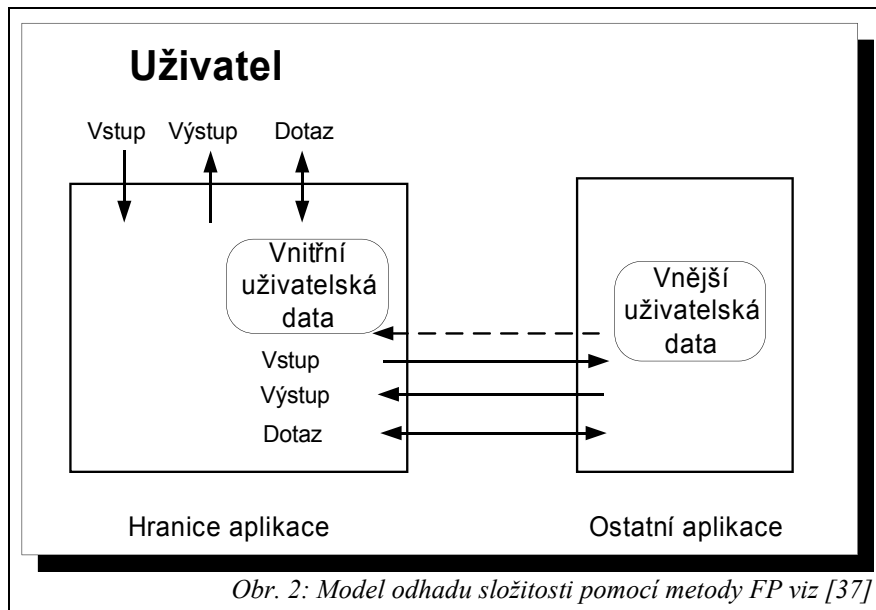 Uživatel
Vstup Výstup Dotaz
Vnitřní
uživatelská
data
Vnější
uživatelská
data
Vstup
Výstup
Dotaz
Hranice aplikace
Ostatní aplikace
Obr. 2: Model odhadu složitosti pomocí metody FP viz [37]